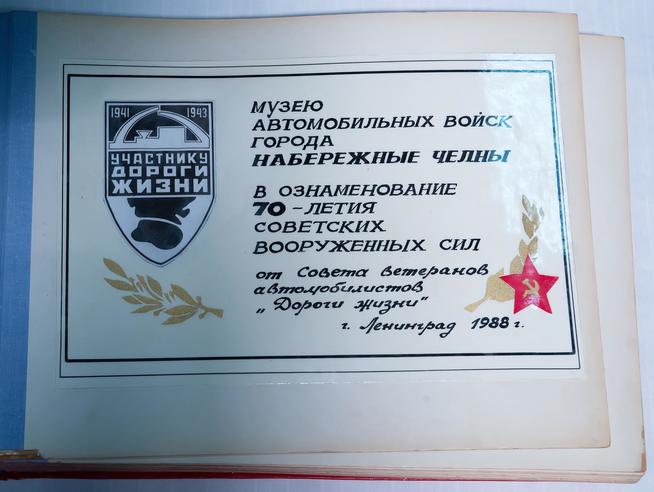 1941 1943
УЧАСТНИКУ
ДОРОГИ
ЖИЗНИ
МУЗЕЮ
АВТОМОБИЛЬНЫХ ВОЙСК
ГОРОДА
НАБЕРЕЖНЫЕ ЧЕЛНЫ
В ОЗНАМЕНОВАНИЕ
70-ЛЕТИЯ
СОВЕТСКИХ
ВООРУЖЕННЫХ СИЛ
от Совета ветеранов
автомобилистов
„Дороги жизни“
г. Ленинград 1988 г.